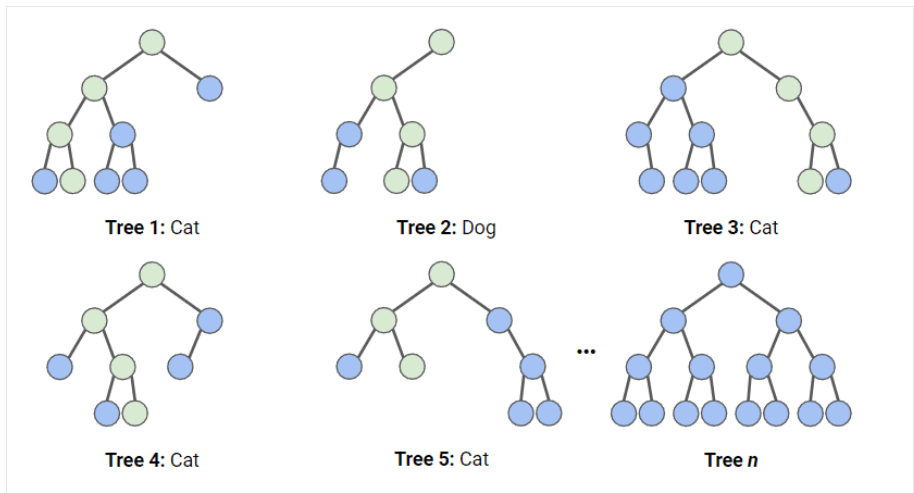 Tree 1: Cat
Tree 2: Dog
Tree 3: Cat
...
Tree 4: Cat
Tree 5: Cat
Tree n